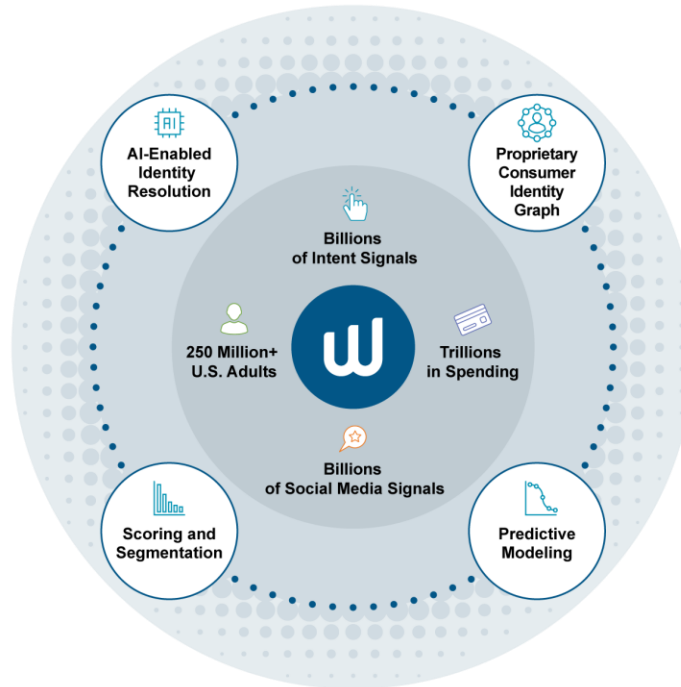 AI
AI-Enabled
Identity
Resolution
Proprietary
Consumer
Identity
Graph
Billions
of Intent Signals
250 Million+
U.S. Adults
w
Trillions
in Spending
Billions
of Social Media Signals
Scoring and
Segmentation
Predictive
Modeling